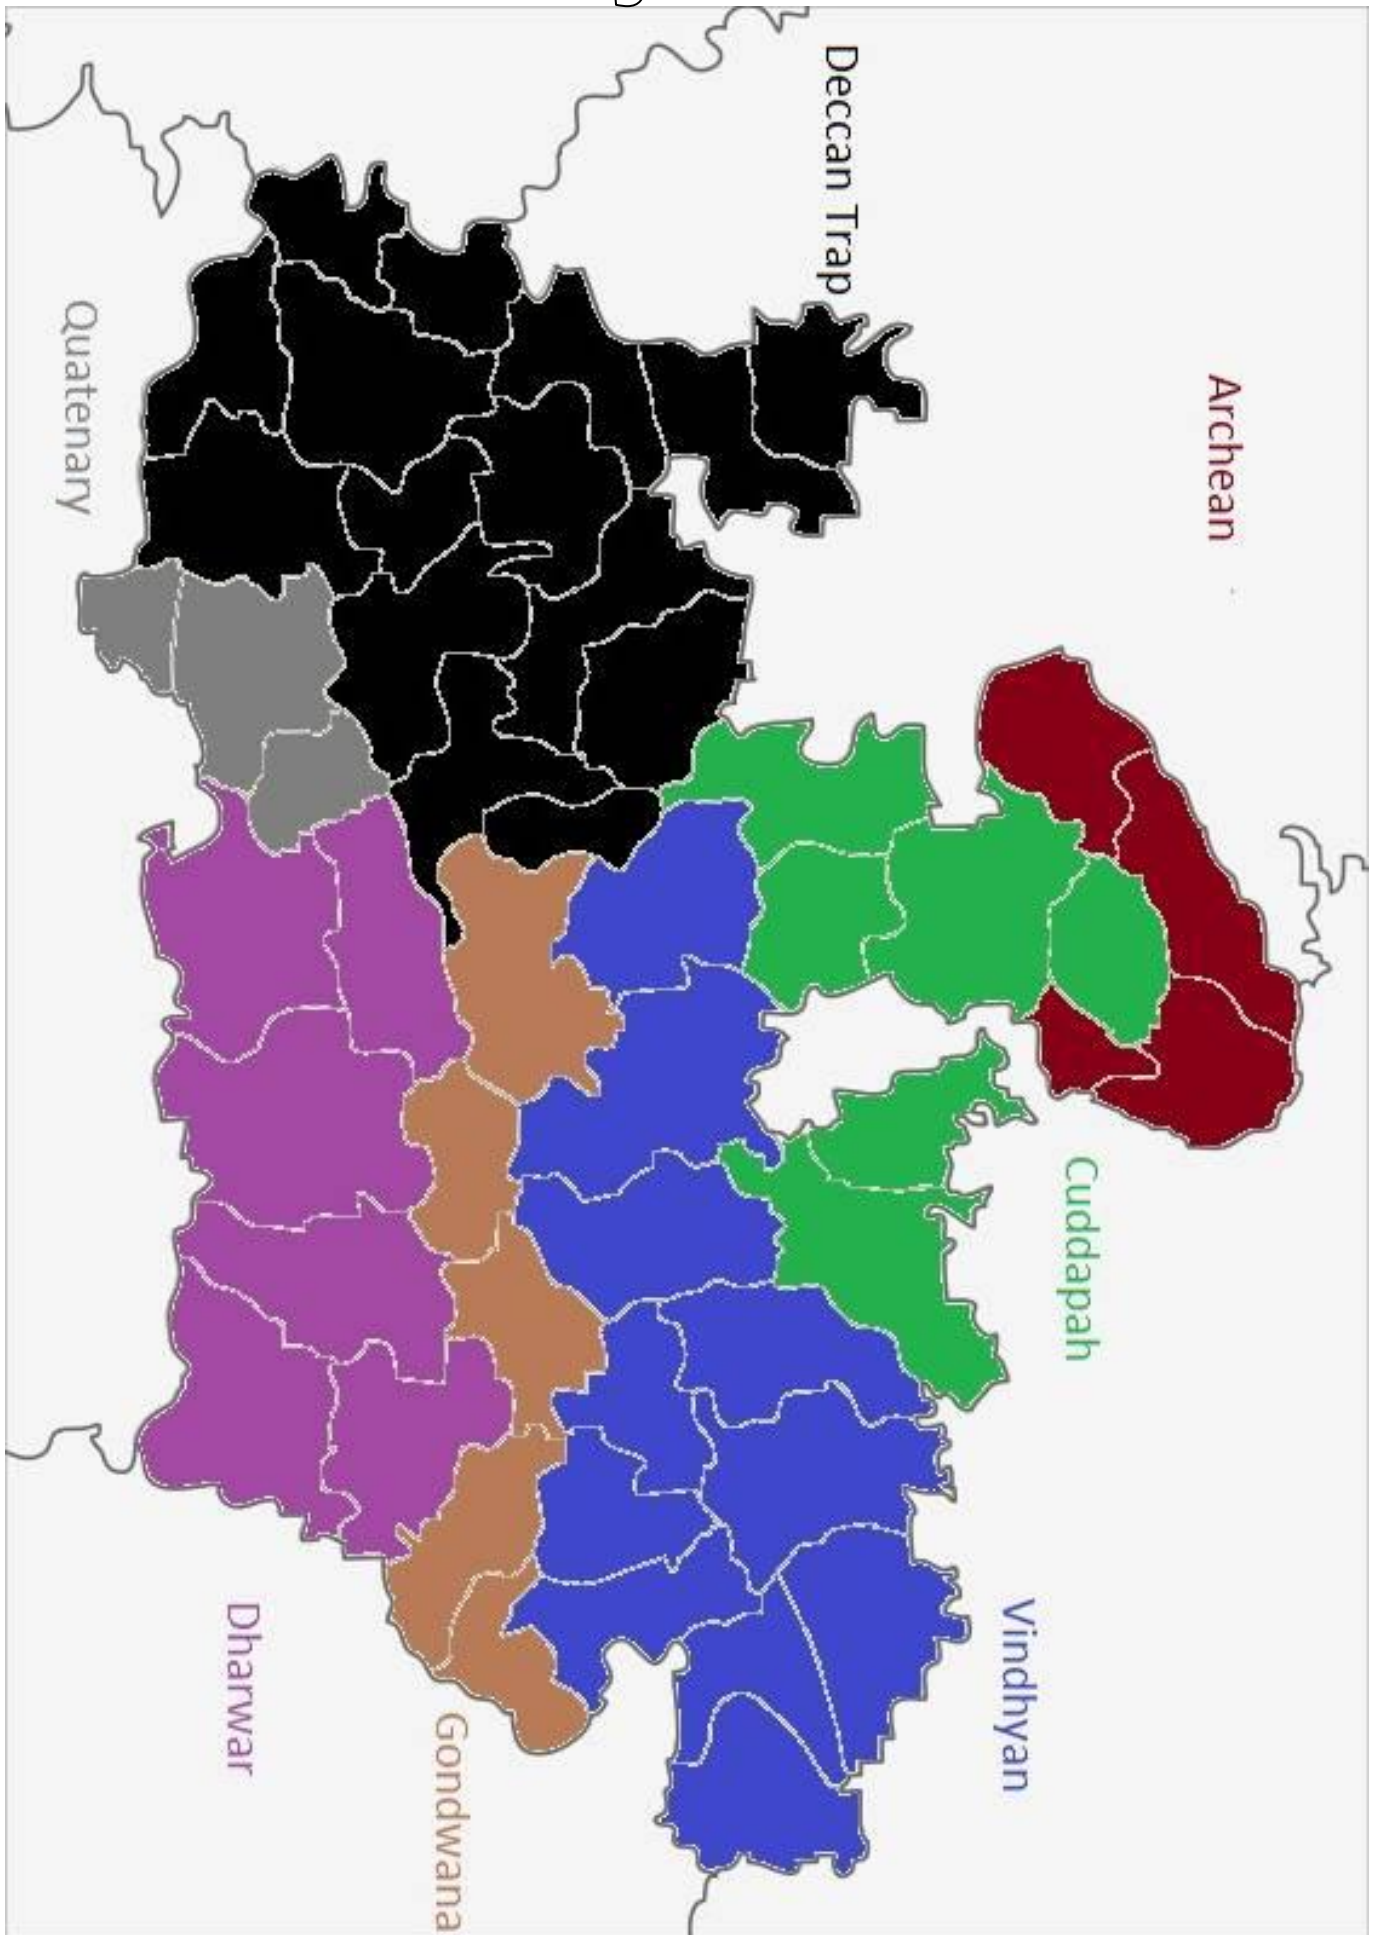 Archean
Deccan Trap
Cuddapah
Vindhyan
Quatenary
Gondwana
Dharwar